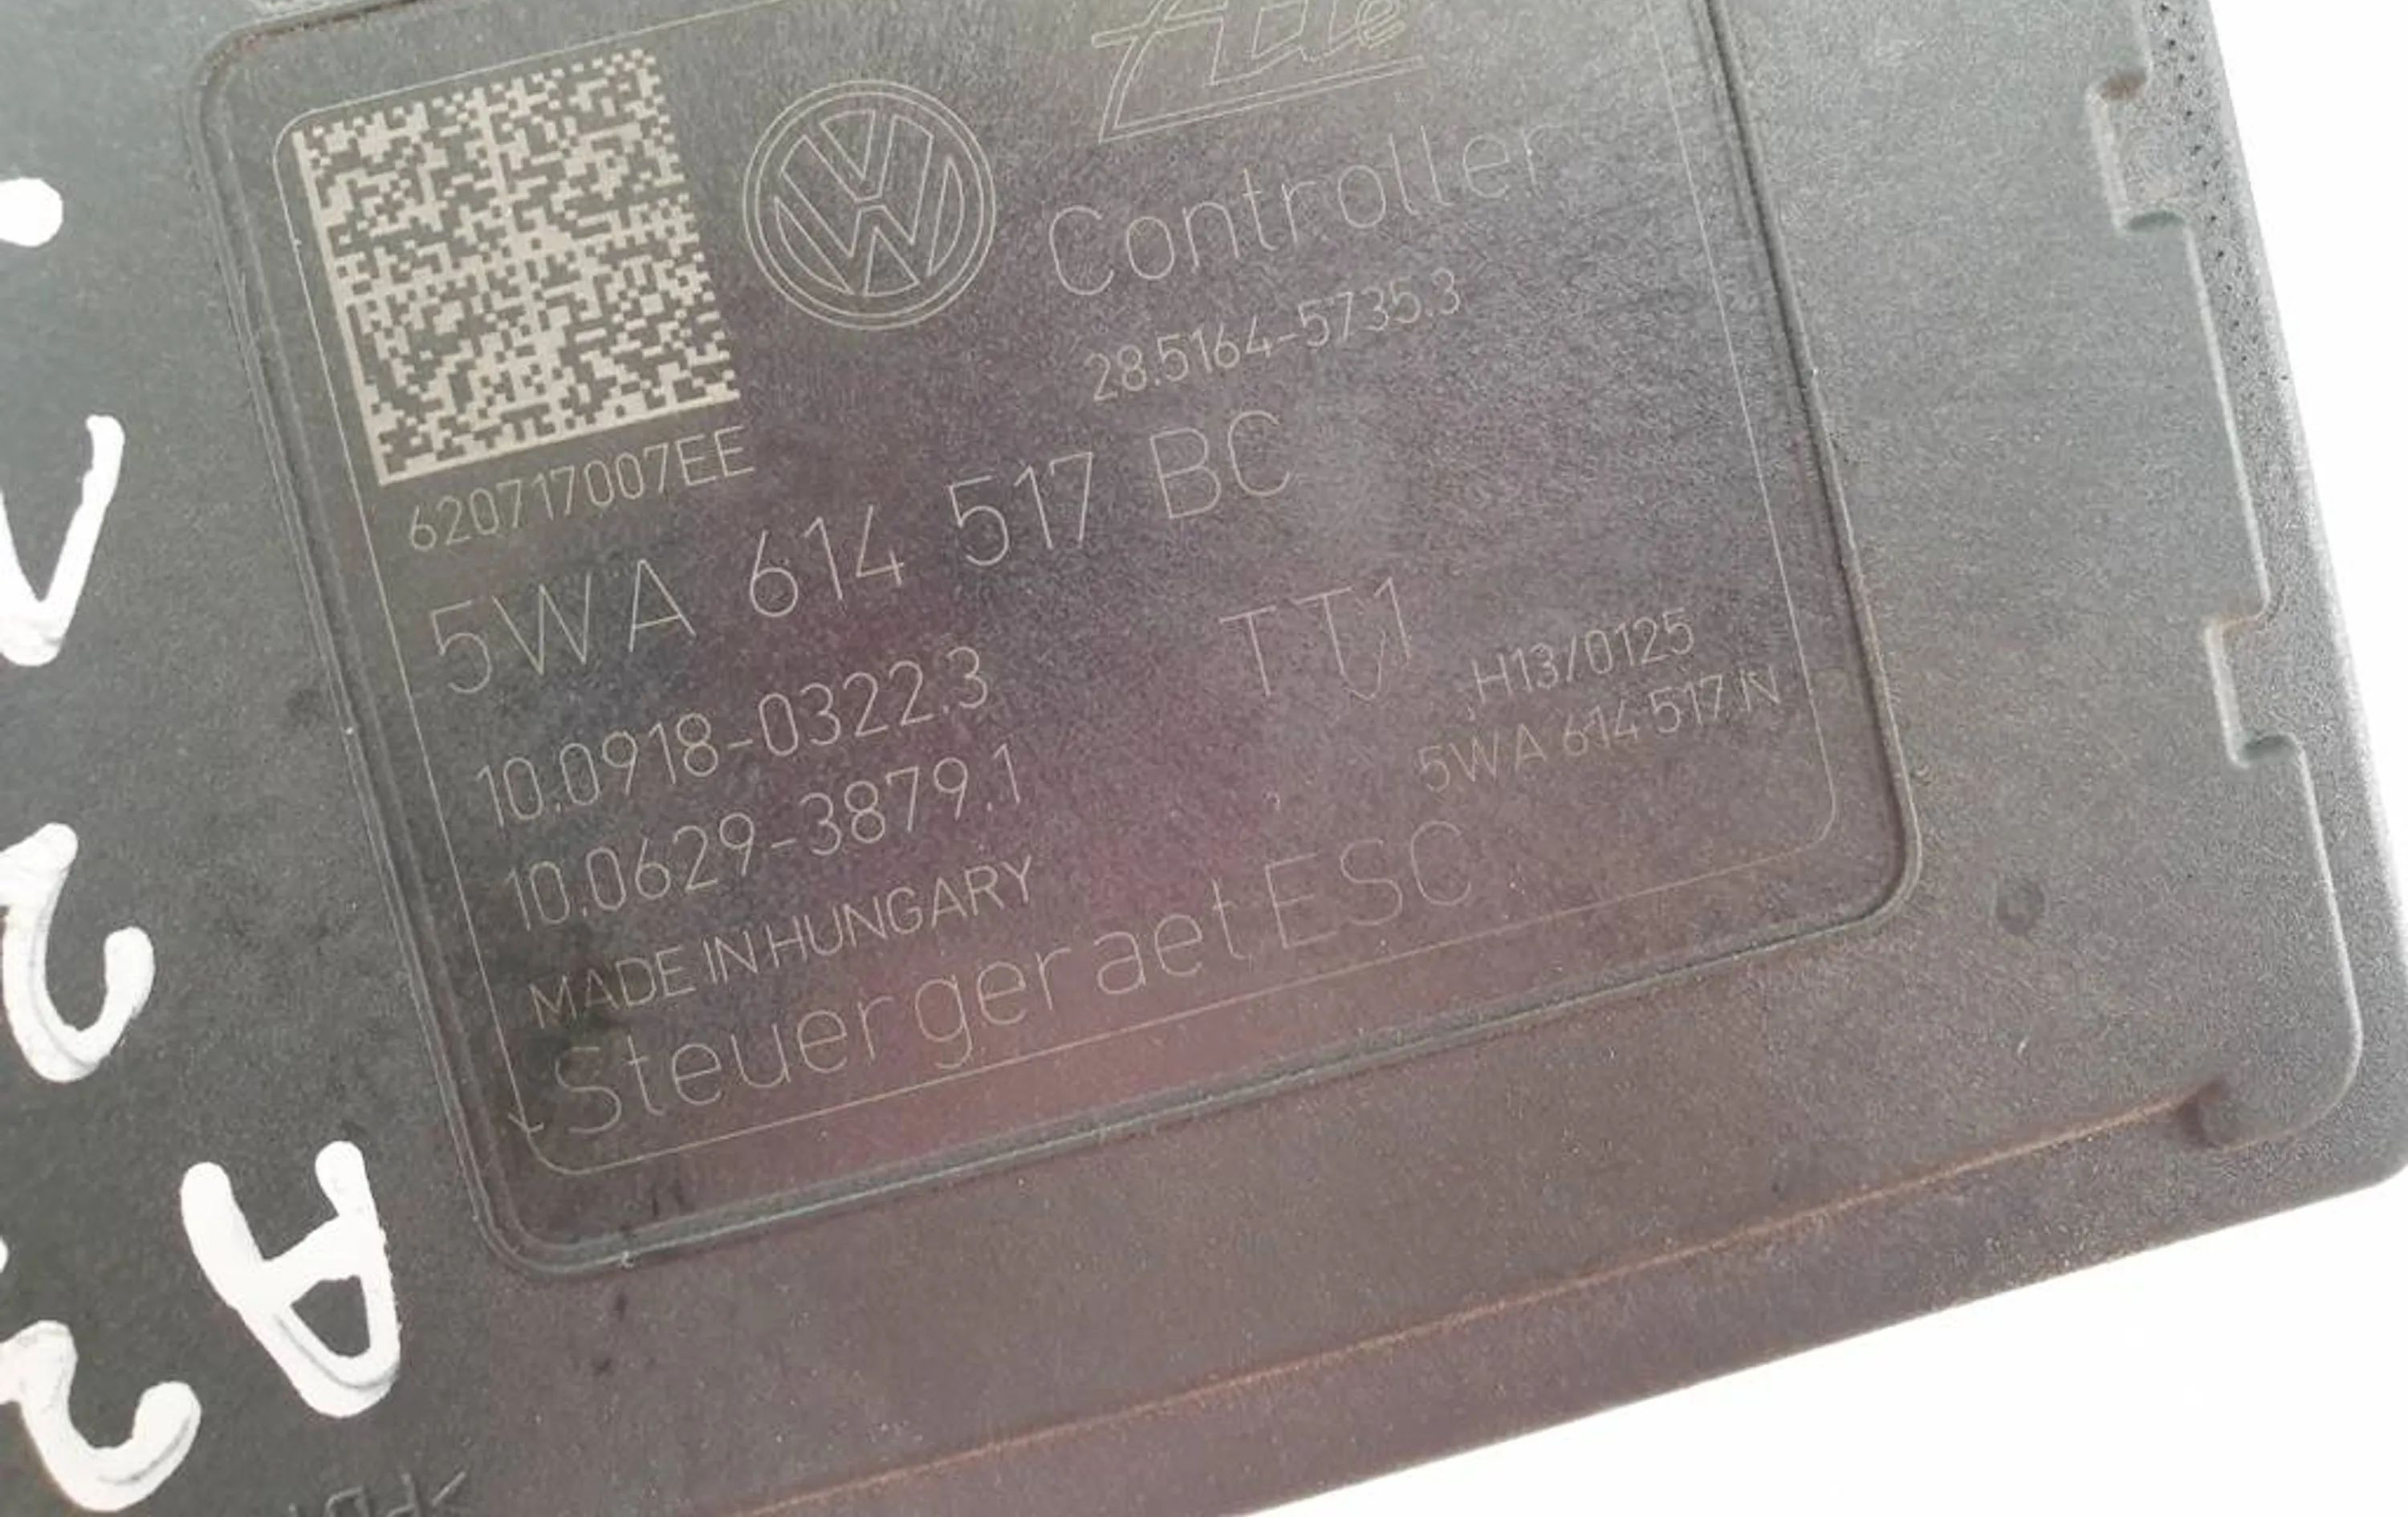 Ate
Controller
28.5164-5735.3
620717007EE
5WA 614 517 BC
TT1
10.0918-0322.3
H13/0125
10.0629-3879.1
5WA 614 517 N
MADE IN HUNGARY
Steuergeraet ESC
A